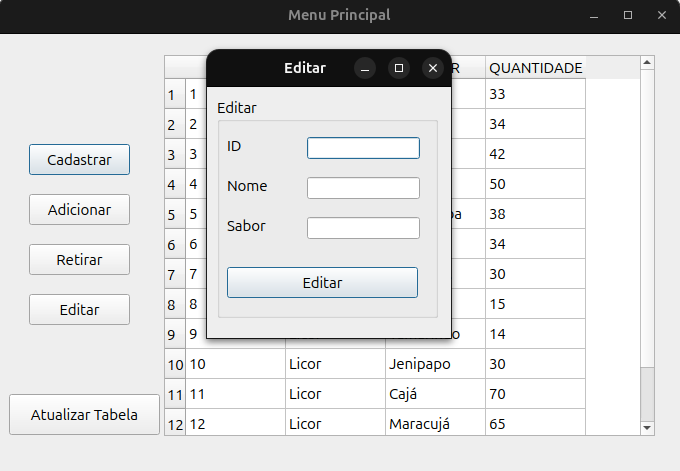 Menu Principal
Editar
R QUANTIDADE
Editar
ID
Nome
Sabor
Editar
Cadastrar
Adicionar
Retirar
Editar
Atualizar Tabela
1 1 33
2 2 34
3 3 42
4 4 50
5 5 a 38
6 6 34
7 7 30
8 8 15
9 9 o 14
10 10 Licor Jenipapo 30
11 11 Licor Cajá 70
12 12 Licor Maracujá 65